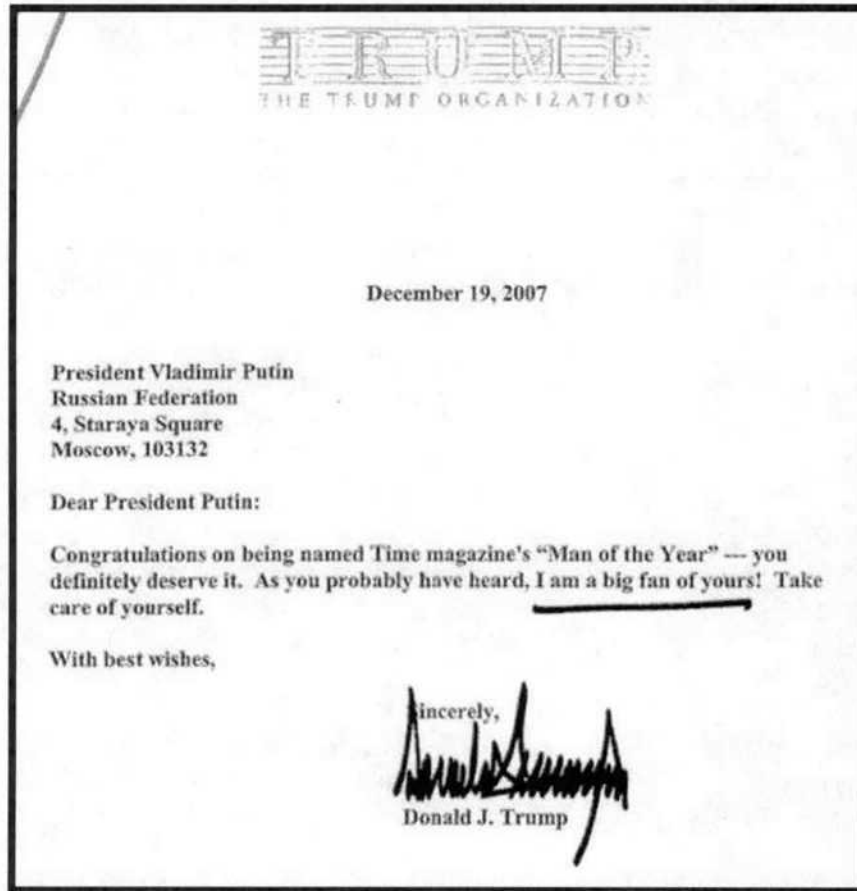 TRUMP
THE TRUMP ORGANIZATION
December 19, 2007
President Vladimir Putin
Russian Federation
4, Staraya Square
Moscow, 103132
Dear President Putin:
Congratulations on being named Time magazine's “Man of the Year” — you
definitely deserve it.  As you probably have heard, I am a big fan of yours!  Take
care of yourself.
With best wishes,
Sincerely,
Donald J. Trump